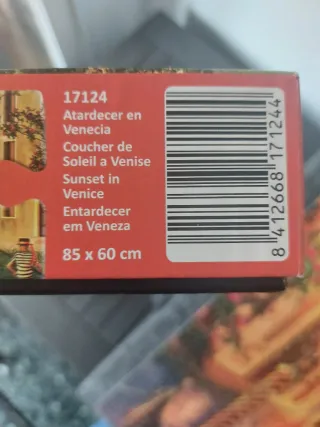 17124
Atardecer en
Venecia
Coucher de
Soleil a Venise
Sunset in
Venice
Entardecer
em Veneza
85 x 60 cm
8 412668 171244